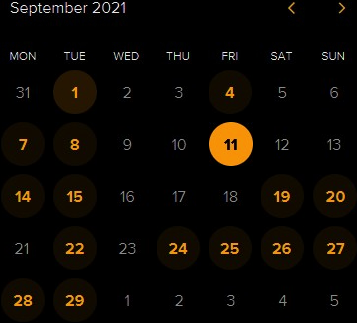 September 2021
MON TUE WED THU FRI SAT SUN
31 1 2 3 4 5 6
7 8 9 10 11 12 13
14 15 16 17 18 19 20
21 22 23 24 25 26 27
28 29 1 2 3 4 5